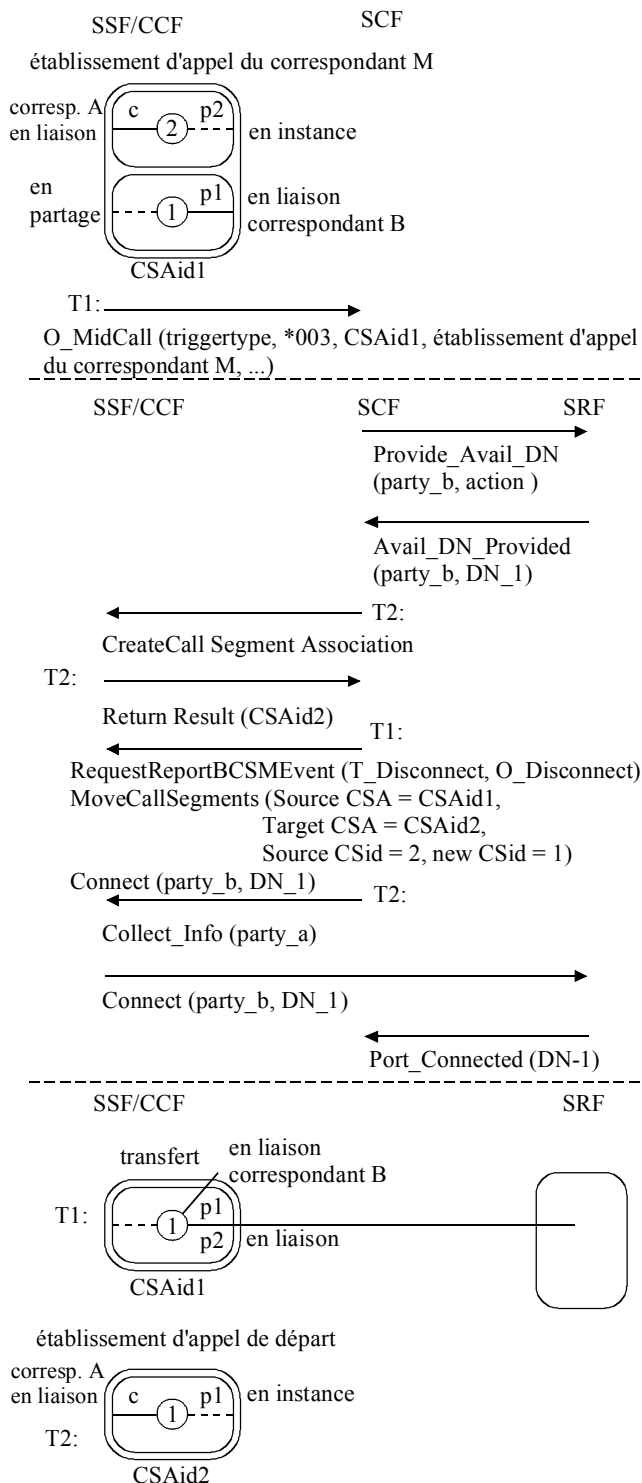 SSF/CCF SCF
établissement d'appel du correspondant M
corresp. A
en liaison
c
2
p2
en instance
en
partage
1
p1
en liaison
correspondant B
CSAid1
T1:
O_MidCall (triggertype, *003, CSAid1, établissement d'appel
du correspondant M, ...)
SSF/CCF SCF SRF
Provide_Avail_DN
(party_b, action )
Avail_DN_Provided
(party_b, DN_1)
T2:
CreateCall Segment Association
T2:
Return Result (CSAid2)
T1:
RequestReportBCSMEvent (T_Disconnect, O_Disconnect)
MoveCallSegments (Source CSA = CSAid1,
Target CSA = CSAid2,
Source CSid = 2, new CSid = 1)
Connect (party_b, DN_1)
T2:
Collect_Info (party_a)
Connect (party_b, DN_1)
Port_Connected (DN-1)
SSF/CCF SRF
transfert
en liaison
correspondant B
T1:
1
p1
p2
en liaison
CSAid1
établissement d'appel de départ
corresp. A
en liaison
c
1
p1
en instance
T2:
CSAid2